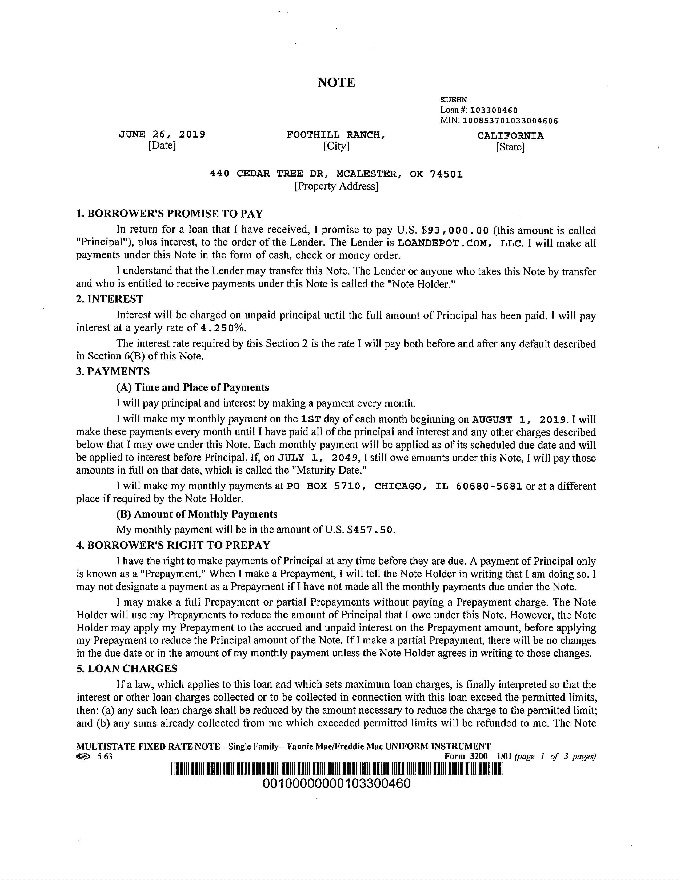 NOTE
Loan #: 103300460
MIN: 100853701033004606
JUNE 26, 2019 FOOTHILL RANCH, CALIFORNIA
[Date] [City] [State]
440 CEDAR TREE DR, MCALESTER, OK 74501
[Property Address]
1. BORROWER'S PROMISE TO PAY
In return for a loan that I have received, I promise to pay U.S. $93,000.00 (this amount is called
"Principal"), plus interest, to the order of the Lender. The Lender is LOANDEPOT.COM, LLC. I will make all
payments under this Note in the form of cash, check or money order.
I understand that the Lender may transfer this Note. The Lender or anyone who takes this Note by transfer
and who is entitled to receive payments under this Note is called the "Note Holder."
2. INTEREST
Interest will be charged on unpaid principal until the full amount of Principal has been paid. I will pay
interest at a yearly rate of 4.250%.
The interest rate required by this Section 2 is the rate I will pay both before and after any default described
in Section 6(B) of this Note.
3. PAYMENTS
(A) Time and Place of Payments
I will pay principal and interest by making a payment every month.
I will make my monthly payment on the 1ST day of each month beginning on AUGUST 1, 2019. I will
make these payments every month until I have paid all of the principal and interest and any other charges described
below that I may owe under this Note. Each monthly payment will be applied as of its scheduled due date and will
be applied to interest before Principal. If, on JULY 1, 2049, I still owe amounts under this Note, I will pay those
amounts in full on that date, which is called the "Maturity Date."
I will make my monthly payments at PO BOX 5710, CHICAGO, IL 60680-5681 or at a different
place if required by the Note Holder.
(B) Amount of Monthly Payments
My monthly payment will be in the amount of U.S. $457.50.
4. BORROWER'S RIGHT TO PREPAY
I have the right to make payments of Principal at any time before they are due. A payment of Principal only
is known as a "Prepayment." When I make a Prepayment, I will tell the Note Holder in writing that I am doing so. I
may not designate a payment as a Prepayment if I have not made all the monthly payments due under the Note.
I may make a full Prepayment or partial Prepayments without paying a Prepayment charge. The Note
Holder will use my Prepayments to reduce the amount of Principal that I owe under this Note. However, the Note
Holder may apply my Prepayment to the accrued and unpaid interest on the Prepayment amount, before applying
my Prepayment to reduce the Principal amount of the Note. If I make a partial Prepayment, there will be no changes
in the due date or in the amount of my monthly payment unless the Note Holder agrees in writing to those changes.
5. LOAN CHARGES
If a law, which applies to this loan and which sets maximum loan charges, is finally interpreted so that the
interest or other loan charges collected or to be collected in connection with this loan exceed the permitted limits,
then: (a) any such loan charge shall be reduced by the amount necessary to reduce the charge to the permitted limit;
and (b) any sums already collected from me which exceeded permitted limits will be refunded to me. The Note
MULTISTATE FIXED RATE NOTE - Single Family - Fannie Mae/Freddie Mac UNIFORM INSTRUMENT
5.63 Form 3200 1/01 (page 1 of 3 pages)
00100000000103300460